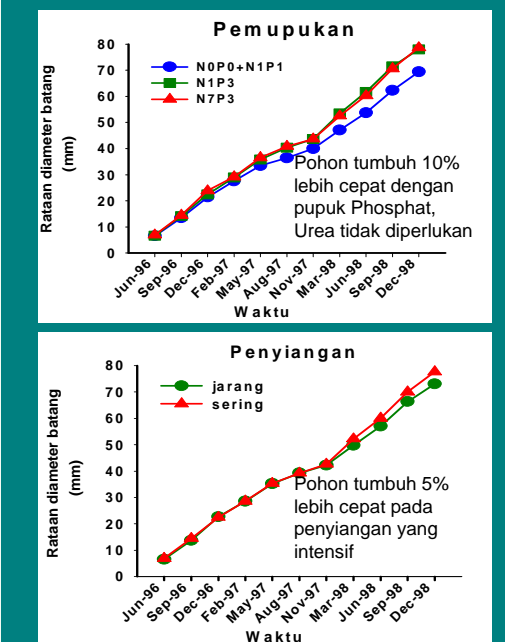 Pemupukan
80
70
60
50
40
30
20
10
0
Rataan diameter batang
(mm)
N0P0+N1P1
N1P3
N7P3
Pohon tumbuh 10%
lebih cepat dengan
pupuk Phosphat,
Urea tidak diperlukan
Jun-96
Sep-96
Dec-96
Feb-97
May-97
Aug-97
Nov-97
Mar-98
Jun-98
Sep-98
Dec-98
Waktu
Penyiangan
80
70
60
50
40
30
20
10
0
Rataan diameter batang
(mm)
jarang
sering
Pohon tumbuh 5%
lebih cepat pada
penyiangan yang
intensif
Jun-96
Sep-96
Dec-96
Feb-97
May-97
Aug-97
Nov-97
Mar-98
Jun-98
Sep-98
Dec-98
Waktu